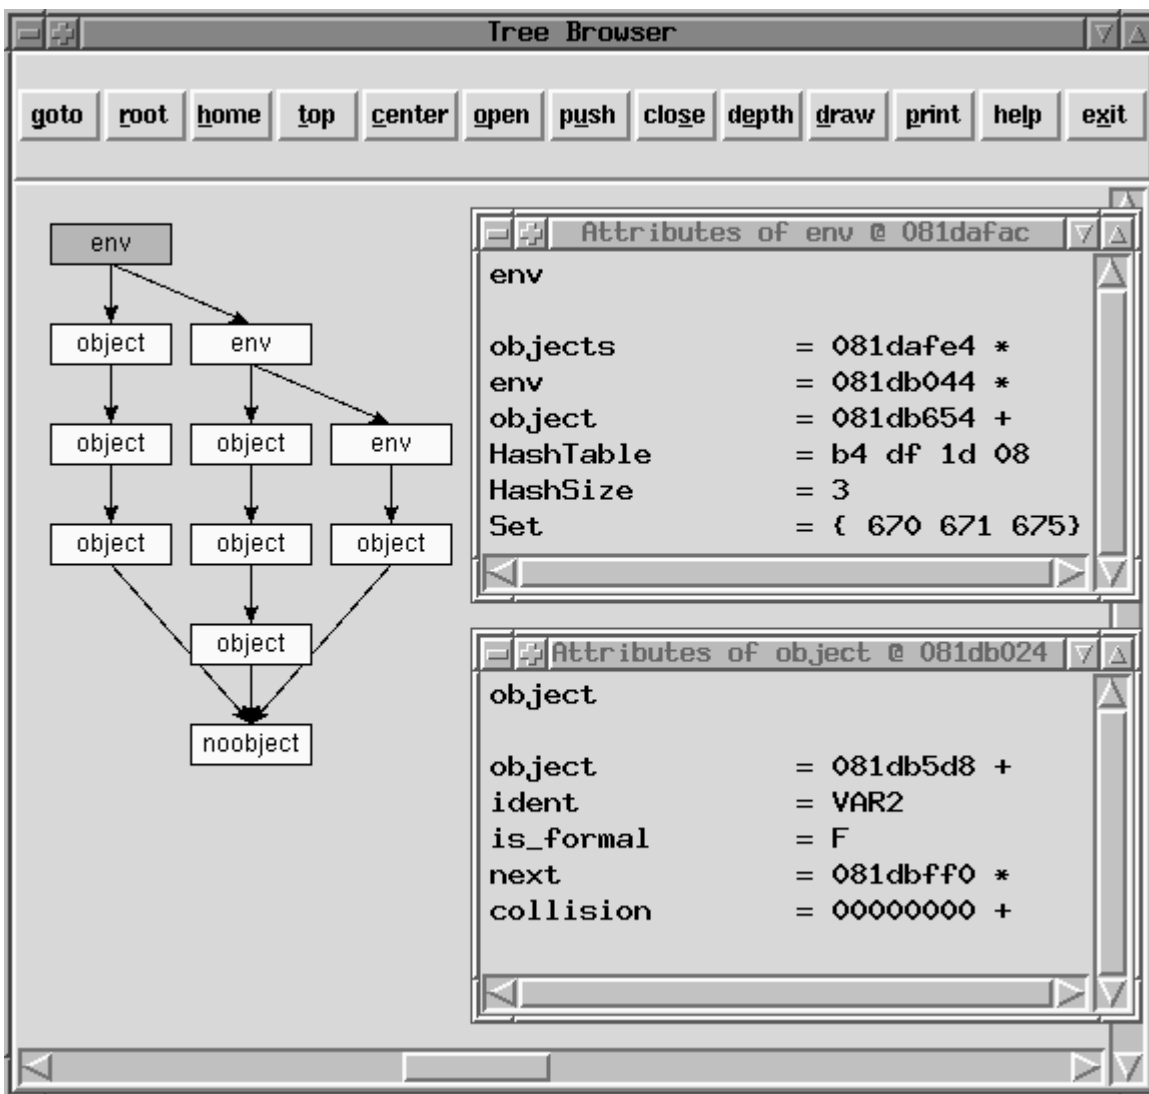 Tree Browser
goto root home top center open push close depth draw print help exit
env
object env
object object env
object object object
object
noobject
Attributes of env @ 081dafac
env
objects = 081dafe4 *
env = 081db044 *
object = 081db654 +
HashTable = b4 df 1d 08
HashSize = 3
Set = { 670 671 675}
Attributes of object @ 081db024
object
object = 081db5d8 +
ident = VAR2
is_formal = F
next = 081dbff0 *
collision = 00000000 +